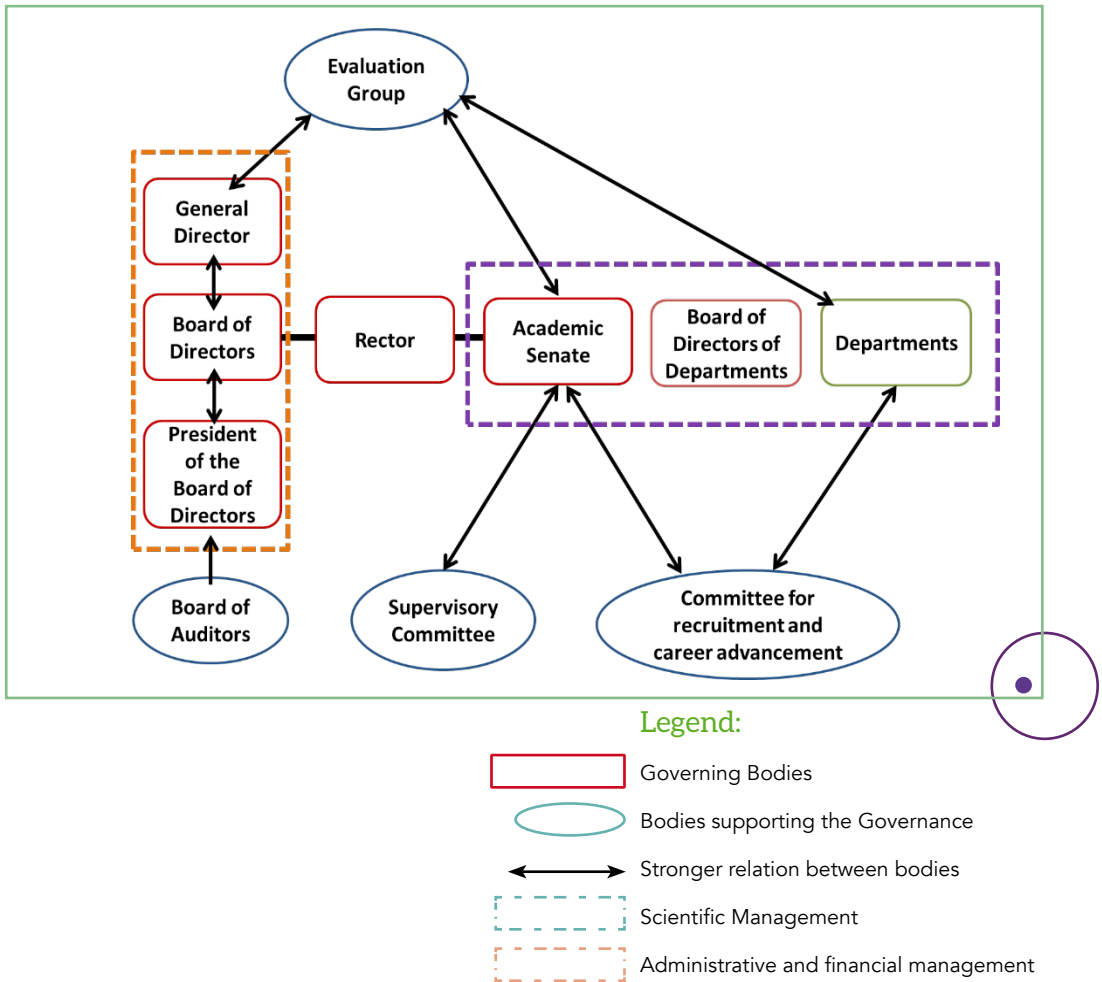 Evaluation
Group
General
Director
Board of
Directors
Rector
Academic
Senate
Board of
Directors of
Departments
Departments
President
of the
Board of
Directors
Board of
Auditors
Supervisory
Committee
Committee for
recruitment and
career advancement
Legend:
Governing Bodies
Bodies supporting the Governance
Stronger relation between bodies
Scientific Management
Administrative and financial management